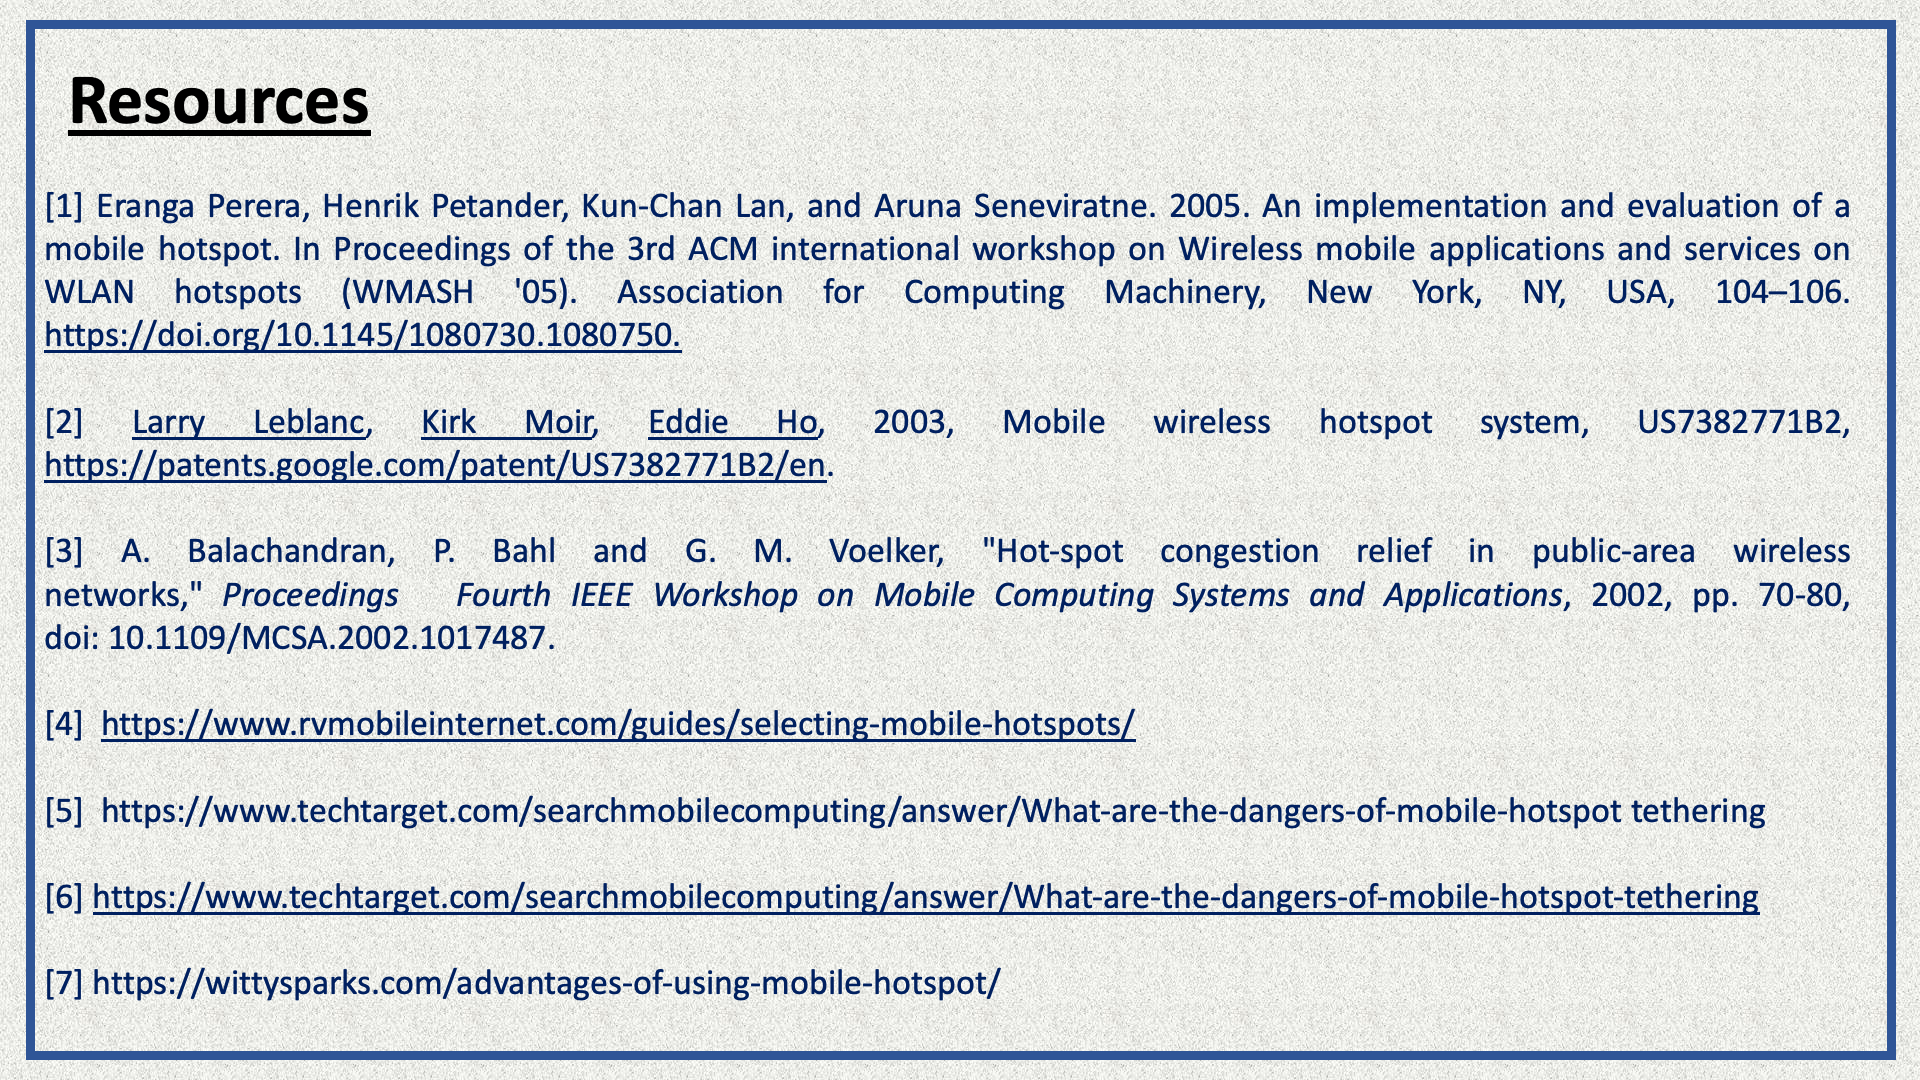 Resources
[1] Eranga Perera, Henrik Petander, Kun-Chan Lan, and Aruna Seneviratne. 2005. An implementation and evaluation of a
mobile hotspot. In Proceedings of the 3rd ACM international workshop on Wireless mobile applications and services on
WLAN hotspots (WMASH '05). Association for Computing Machinery, New York, NY, USA, 104–106.
https://doi.org/10.1145/1080730.1080750.
[2] Larry Leblanc, Kirk Moir, Eddie Ho, 2003, Mobile wireless hotspot system, US7382771B2,
https://patents.google.com/patent/US7382771B2/en.
[3] A. Balachandran, P. Bahl and G. M. Voelker, "Hot-spot congestion relief in public-area wireless
networks," Proceedings Fourth IEEE Workshop on Mobile Computing Systems and Applications, 2002, pp. 70-80,
doi: 10.1109/MCSA.2002.1017487.
[4] https://www.rvmobileinternet.com/guides/selecting-mobile-hotspots/
[5] https://www.techtarget.com/searchmobilecomputing/answer/What-are-the-dangers-of-mobile-hotspot tethering
[6] https://www.techtarget.com/searchmobilecomputing/answer/What-are-the-dangers-of-mobile-hotspot-tethering
[7] https://wittysparks.com/advantages-of-using-mobile-hotspot/